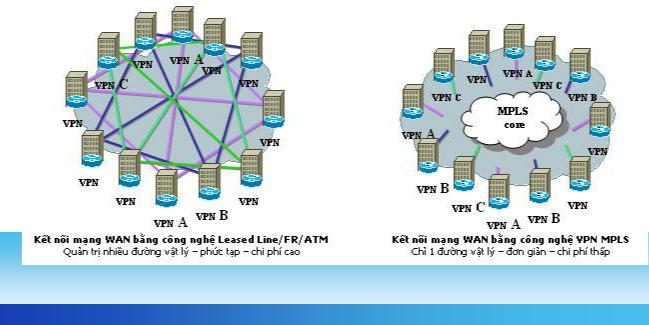 VPN A
VPN
VPN
VPN C
VPN
VPN
VPN
VPN
VPN
VPN A
VPN B
VPN
VPN A
VPN
VPN C
VPN C
VPN B
MPLS
core
VPN A
VPN
VPN B
VPN C
VPN A
VPN B
VPN
Kết nối mạng WAN bằng công nghệ Leased Line/FR/ATM
Quản trị nhiều đường vật lý – phức tạp – chi phí cao
Kết nối mạng WAN bằng công nghệ VPN MPLS
Chỉ 1 đường vật lý – đơn giản – chi phí thấp